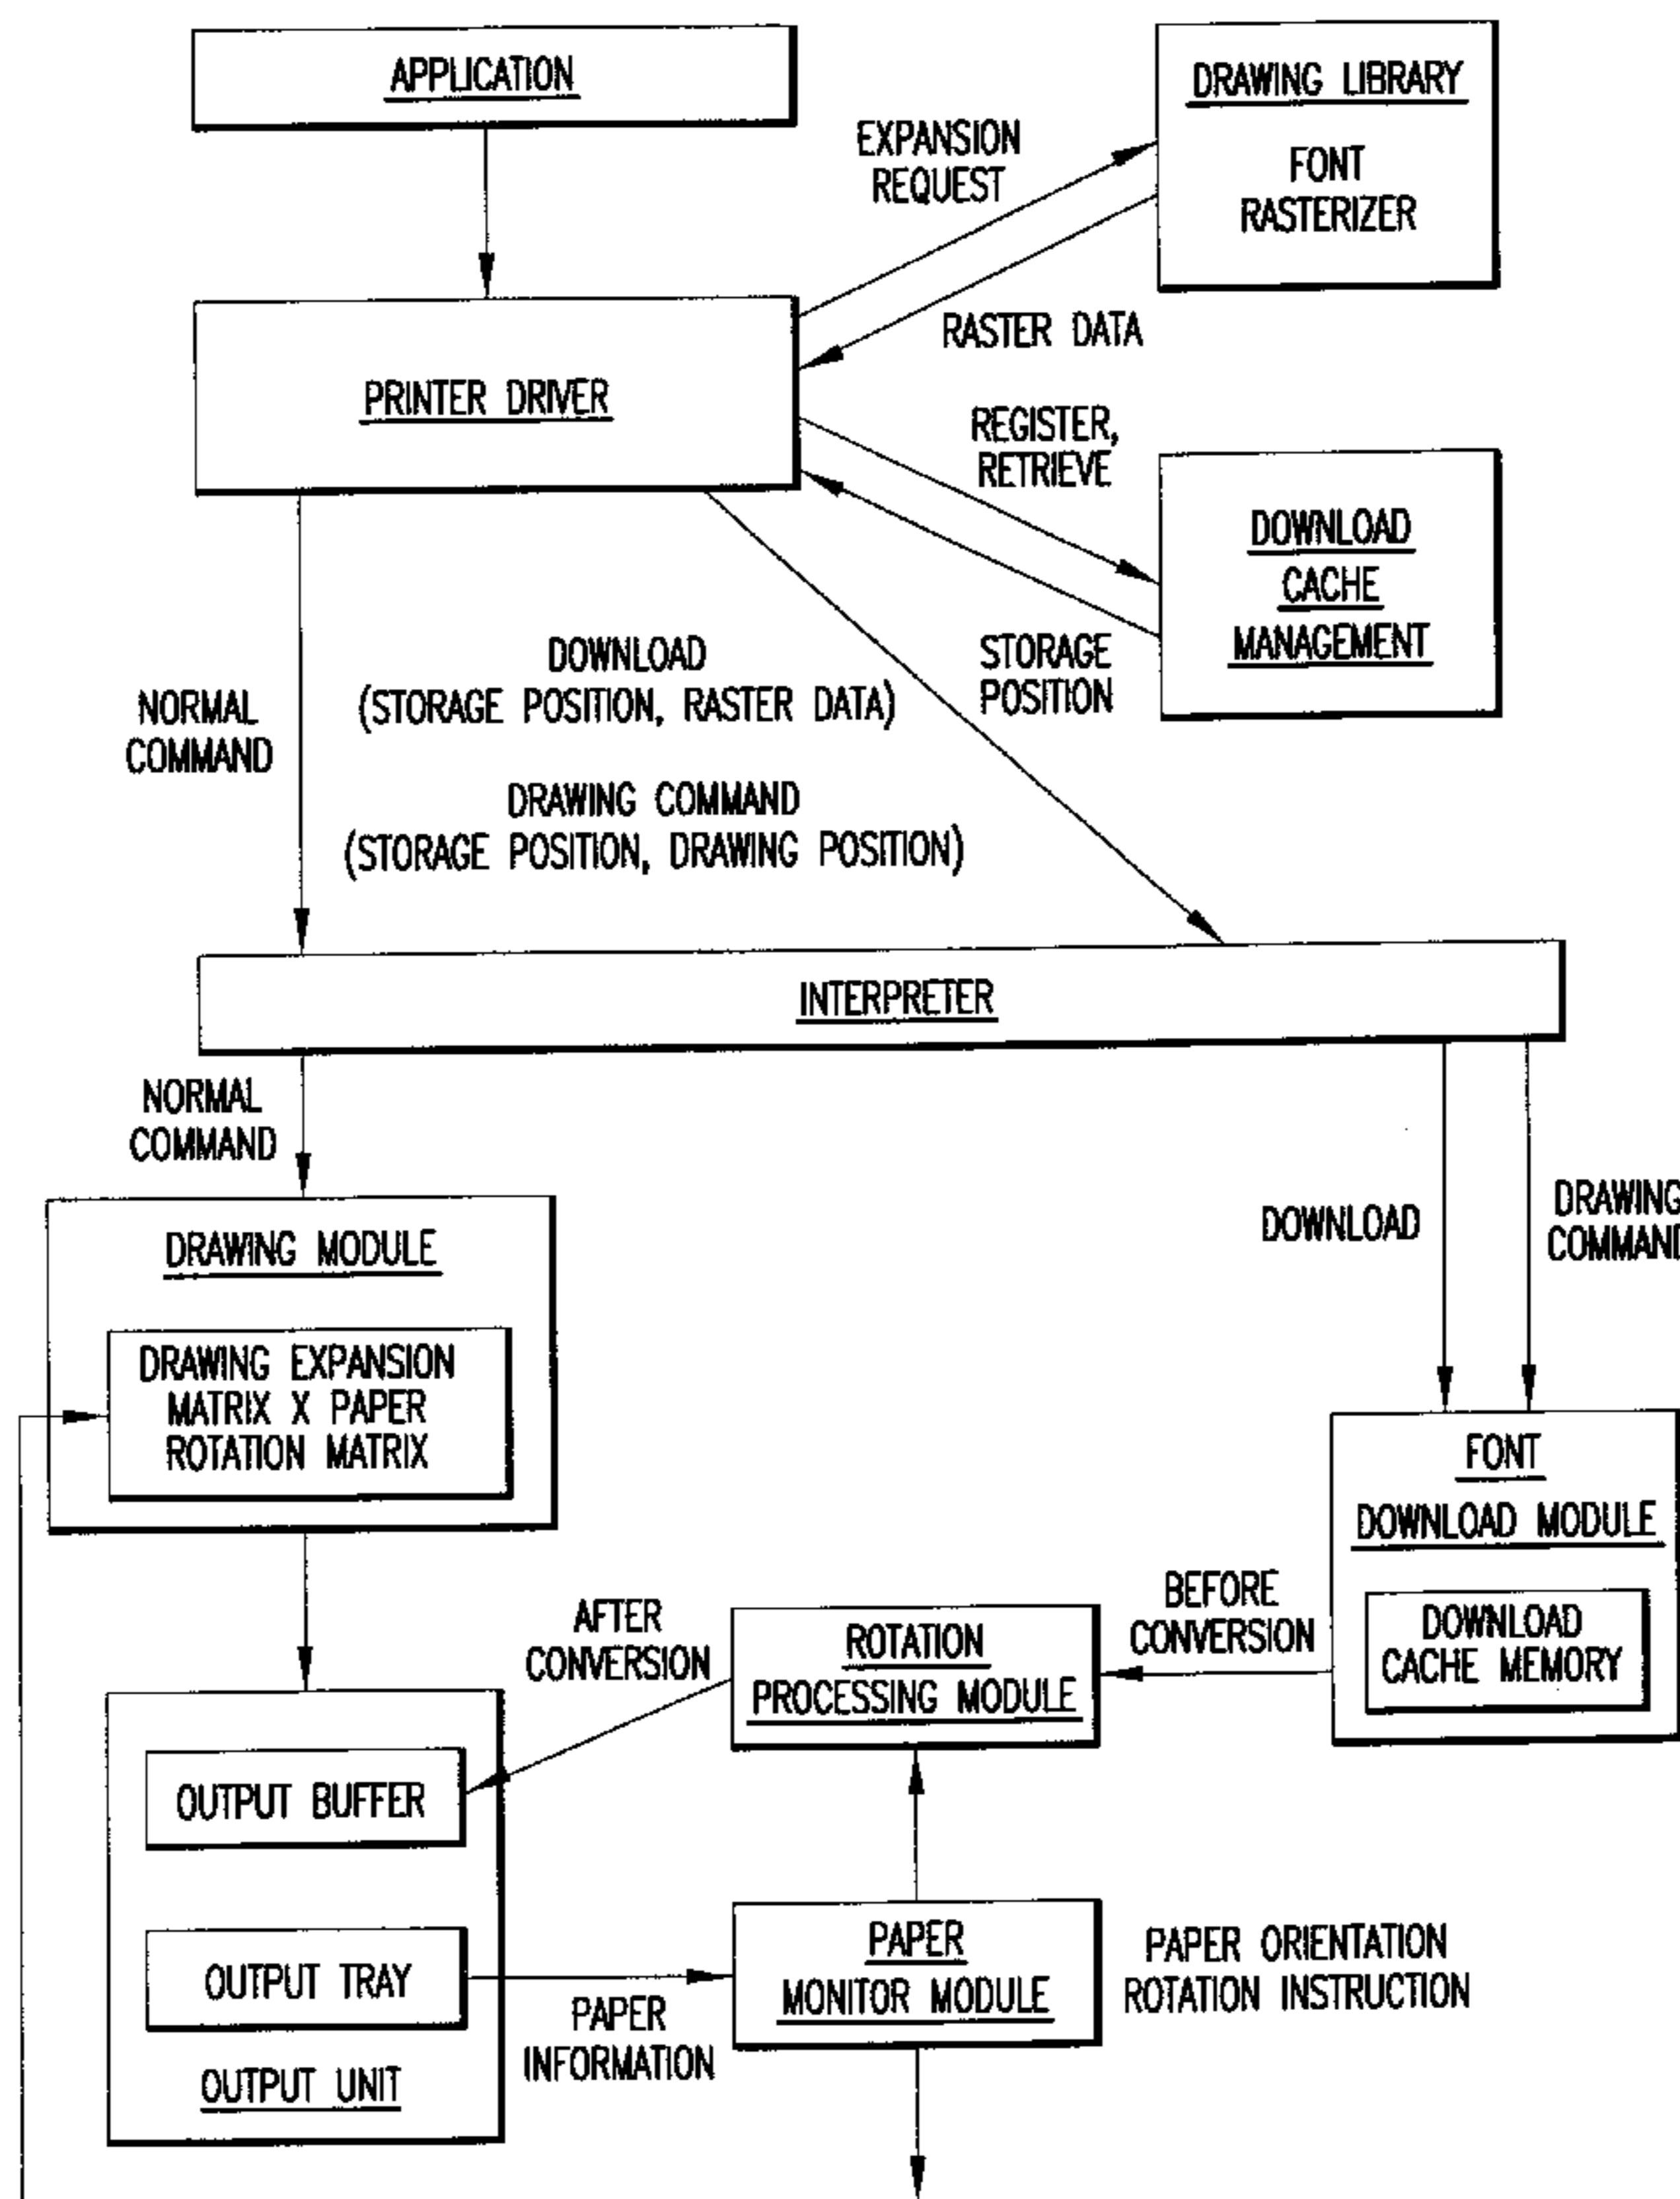 APPLICATION
DRAWING LIBRARY
FONT
RASTERIZER
EXPANSION
REQUEST
RASTER DATA
PRINTER DRIVER
REGISTER,
RETRIEVE
DOWNLOAD
CACHE
MANAGEMENT
STORAGE
POSITION
NORMAL
COMMAND
DOWNLOAD
(STORAGE POSITION, RASTER DATA)
DRAWING COMMAND
(STORAGE POSITION, DRAWING POSITION)
INTERPRETER
NORMAL
COMMAND
DOWNLOAD
DRAWING
COMMAND
DRAWING MODULE
DRAWING EXPANSION
MATRIX X PAPER
ROTATION MATRIX
FONT
DOWNLOAD MODULE
DOWNLOAD
CACHE MEMORY
BEFORE
CONVERSION
ROTATION
PROCESSING MODULE
AFTER
CONVERSION
OUTPUT BUFFER
OUTPUT TRAY
OUTPUT UNIT
PAPER
INFORMATION
PAPER
MONITOR MODULE
PAPER ORIENTATION
ROTATION INSTRUCTION